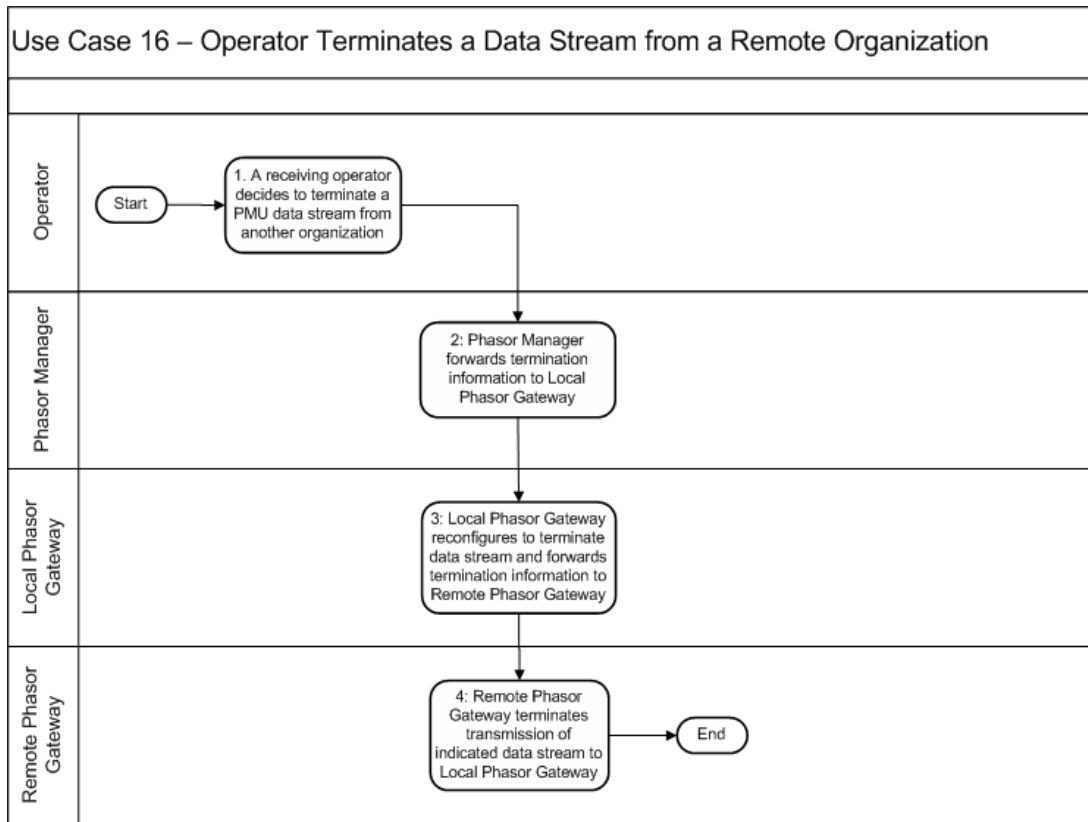 Use Case 16 – Operator Terminates a Data Stream from a Remote Organization
Operator
Start
1. A receiving operator
decides to terminate a
PMU data stream from
another organization
Phasor Manager
2: Phasor Manager
forwards termination
information to Local
Phasor Gateway
Local Phasor
Gateway
3: Local Phasor Gateway
reconfigures to terminate
data stream and forwards
termination information to
Remote Phasor Gateway
Remote Phasor
Gateway
4: Remote Phasor
Gateway terminates
transmission of
indicated data stream to
Local Phasor Gateway
End